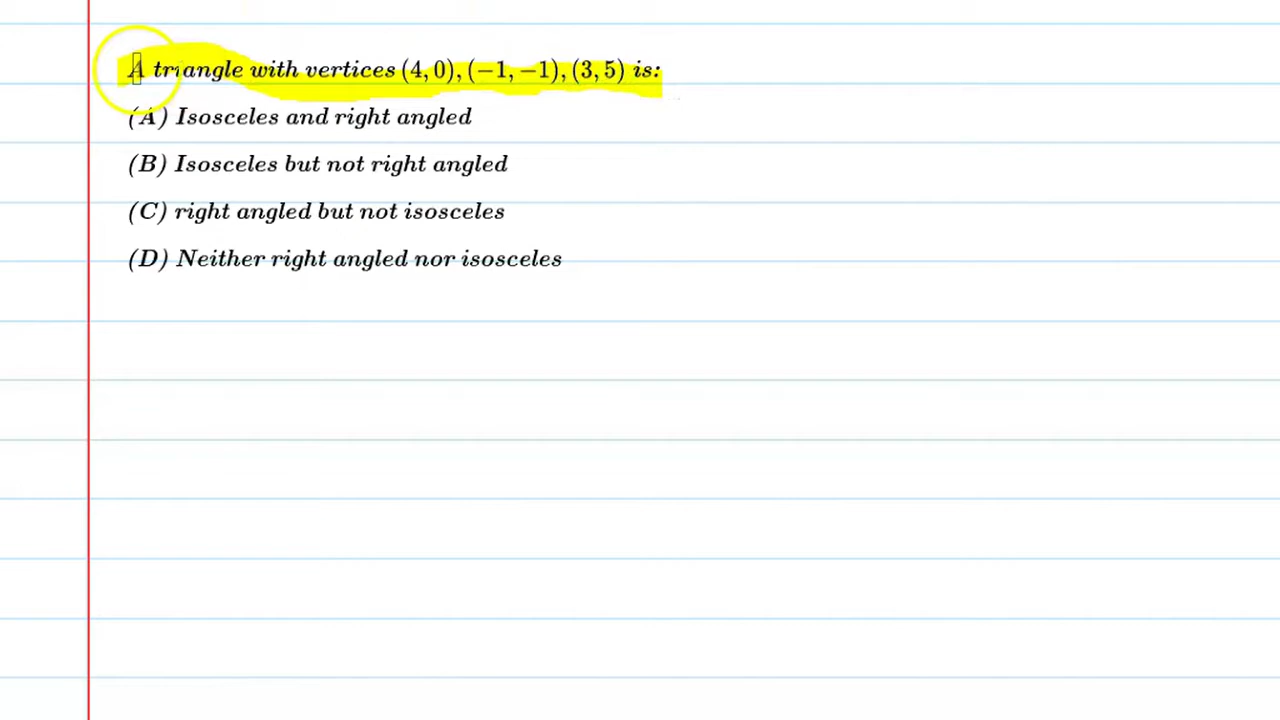 A triangle with vertices (4, 0), (−1, −1), (3, 5) is:
(A) Isosceles and right angled
(B) Isosceles but not right angled
(C) right angled but not isosceles
(D) Neither right angled nor isosceles